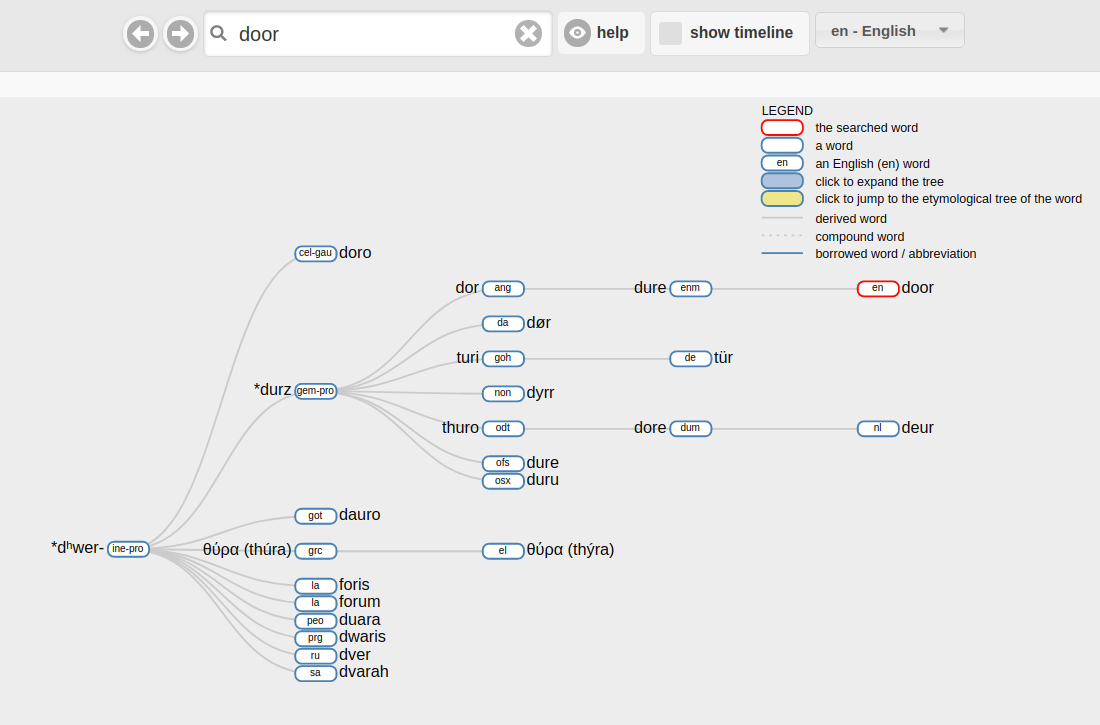 door
help
show timeline
en - English
LEGEND
the searched word
a word
en an English (en) word
click to expand the tree
click to jump to the etymological tree of the word
derived word
compound word
borrowed word / abbreviation
cel-gau doro
dor ang dure enm en door
da dør
turi goh de tür
*durz gem-pro
non dyrr
thuro odt dore dum nl deur
ofs dure
osx duru
got dauro
*dʰwer- ine-pro
θύρα (thúra) grc el θύρα (thýra)
la foris
la forum
peo duara
prg dwaris
ru dver
sa dvarah